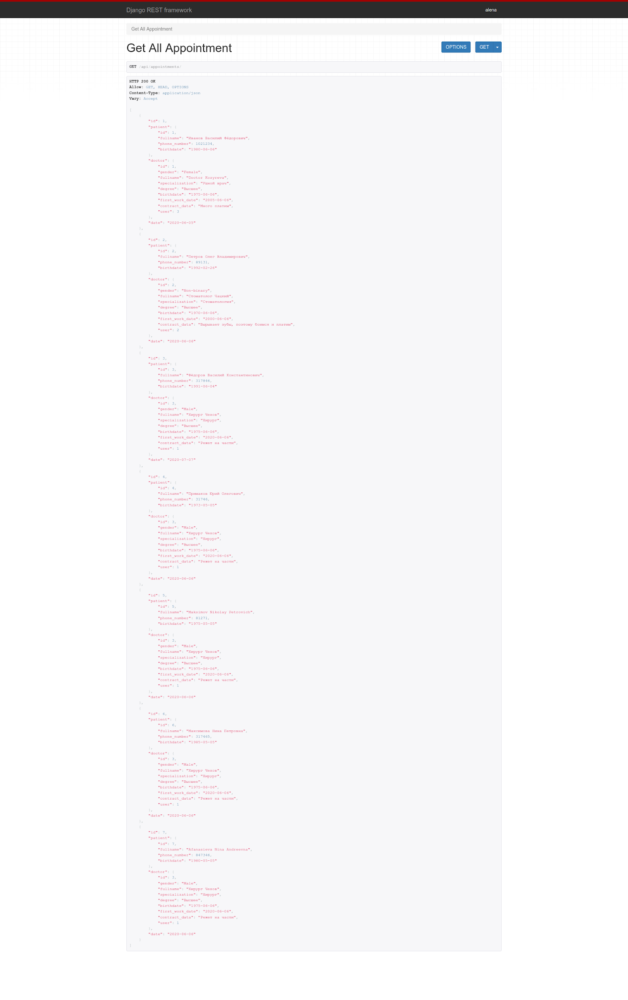 Django REST framework
alena
Get All Appointment
Get All Appointment
OPTIONS
GET
GET /api/appointments/
HTTP 200 OK
Allow: GET, HEAD, OPTIONS
Content-Type: application/json
Vary: Accept
[
{
"id": 1,
"patient": {
"id": 1,
"fullname": "Иванов Василий Фёдорович",
"phone_number": 1021234,
"birthdate": "1980-06-06"
},
"doctor": {
"id": 1,
"gender": "Female",
"fullname": "Doctor Kozyreva",
"specialization": "Ушной врач",
"degree": "Высшее",
"birthdate": "1975-06-06",
"first_work_date": "2005-06-06",
"contract_data": "Много платим",
"user": 3
},
"date": "2020-06-05"
},
{
"id": 2,
"patient": {
"id": 2,
"fullname": "Петров Олег Владимирович",
"phone_number": 89131,
"birthdate": "1992-02-26"
},
"doctor": {
"id": 2,
"gender": "Non-binary",
"fullname": "Стоматолог Чацкий",
"specialization": "Стоматология",
"degree": "Высшее",
"birthdate": "1970-06-06",
"first_work_date": "2000-06-06",
"contract_data": "Вырывает зубы, поэтому боимся и платим",
"user": 2
},
"date": "2020-06-06"
},
{
"id": 3,
"patient": {
"id": 3,
"fullname": "Фёдоров Василий Константинович",
"phone_number": 317846,
"birthdate": "1991-06-04"
},
"doctor": {
"id": 3,
"gender": "Male",
"fullname": "Хирург Чехов",
"specialization": "Хирург",
"degree": "Высшее",
"birthdate": "1975-06-06",
"first_work_date": "2020-06-06",
"contract_data": "Режет на части",
"user": 1
},
"date": "2020-07-07"
},
{
"id": 4,
"patient": {
"id": 4,
"fullname": "Примаков Юрий Олегович",
"phone_number": 31746,
"birthdate": "1973-05-05"
},
"doctor": {
"id": 3,
"gender": "Male",
"fullname": "Хирург Чехов",
"specialization": "Хирург",
"degree": "Высшее",
"birthdate": "1975-06-06",
"first_work_date": "2020-06-06",
"contract_data": "Режет на части",
"user": 1
},
"date": "2020-06-06"
},
{
"id": 5,
"patient": {
"id": 5,
"fullname": "Maksimov Nikolay Petrovich",
"phone_number": 81271,
"birthdate": "1975-05-05"
},
"doctor": {
"id": 3,
"gender": "Male",
"fullname": "Хирург Чехов",
"specialization": "Хирург",
"degree": "Высшее",
"birthdate": "1975-06-06",
"first_work_date": "2020-06-06",
"contract_data": "Режет на части",
"user": 1
},
"date": "2020-06-06"
},
{
"id": 6,
"patient": {
"id": 6,
"fullname": "Максимова Нина Петровна",
"phone_number": 317465,
"birthdate": "1985-05-05"
},
"doctor": {
"id": 3,
"gender": "Male",
"fullname": "Хирург Чехов",
"specialization": "Хирург",
"degree": "Высшее",
"birthdate": "1975-06-06",
"first_work_date": "2020-06-06",
"contract_data": "Режет на части",
"user": 1
},
"date": "2020-06-06"
},
{
"id": 7,
"patient": {
"id": 7,
"fullname": "Afanasieva Nina Andreevna",
"phone_number": 847346,
"birthdate": "1980-05-05"
},
"doctor": {
"id": 3,
"gender": "Male",
"fullname": "Хирург Чехов",
"specialization": "Хирург",
"degree": "Высшее",
"birthdate": "1975-06-06",
"first_work_date": "2020-06-06",
"contract_data": "Режет на части",
"user": 1
},
"date": "2020-06-06"
}
]